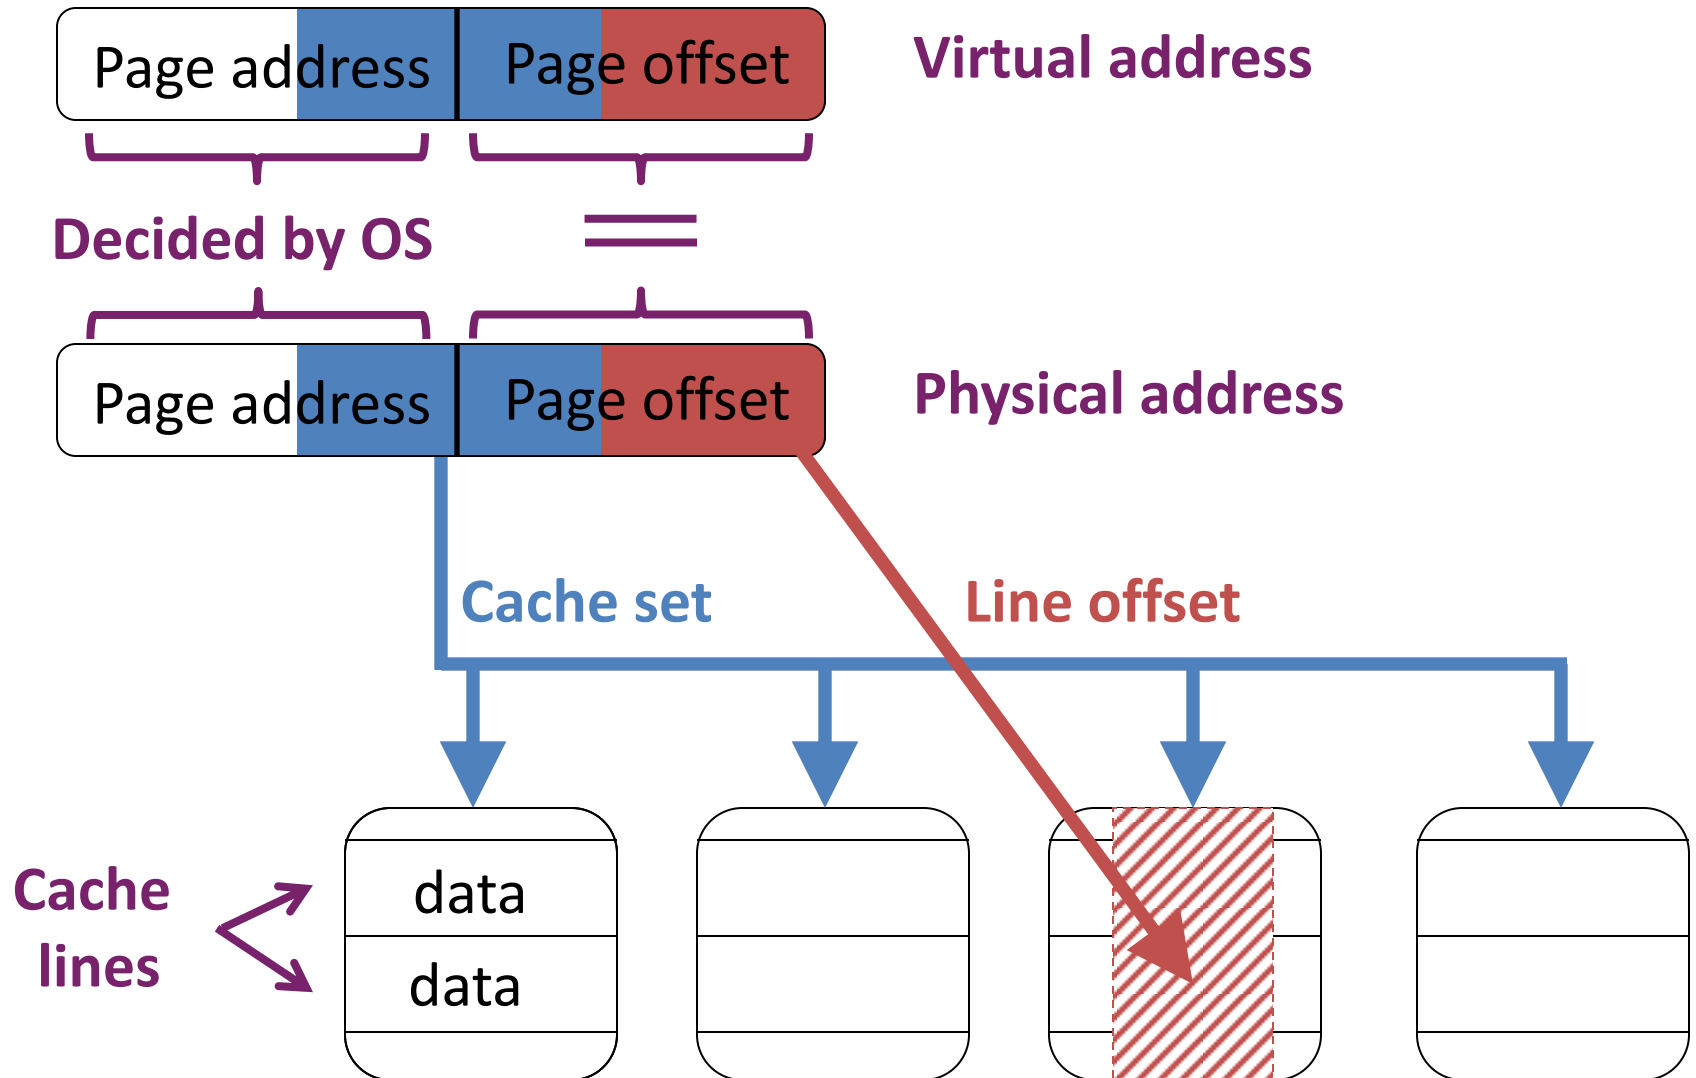 Page address
Page offset
Virtual address
Decided by OS
Page address
Page offset
Physical address
Cache set
Line offset
Cache
lines
data
data